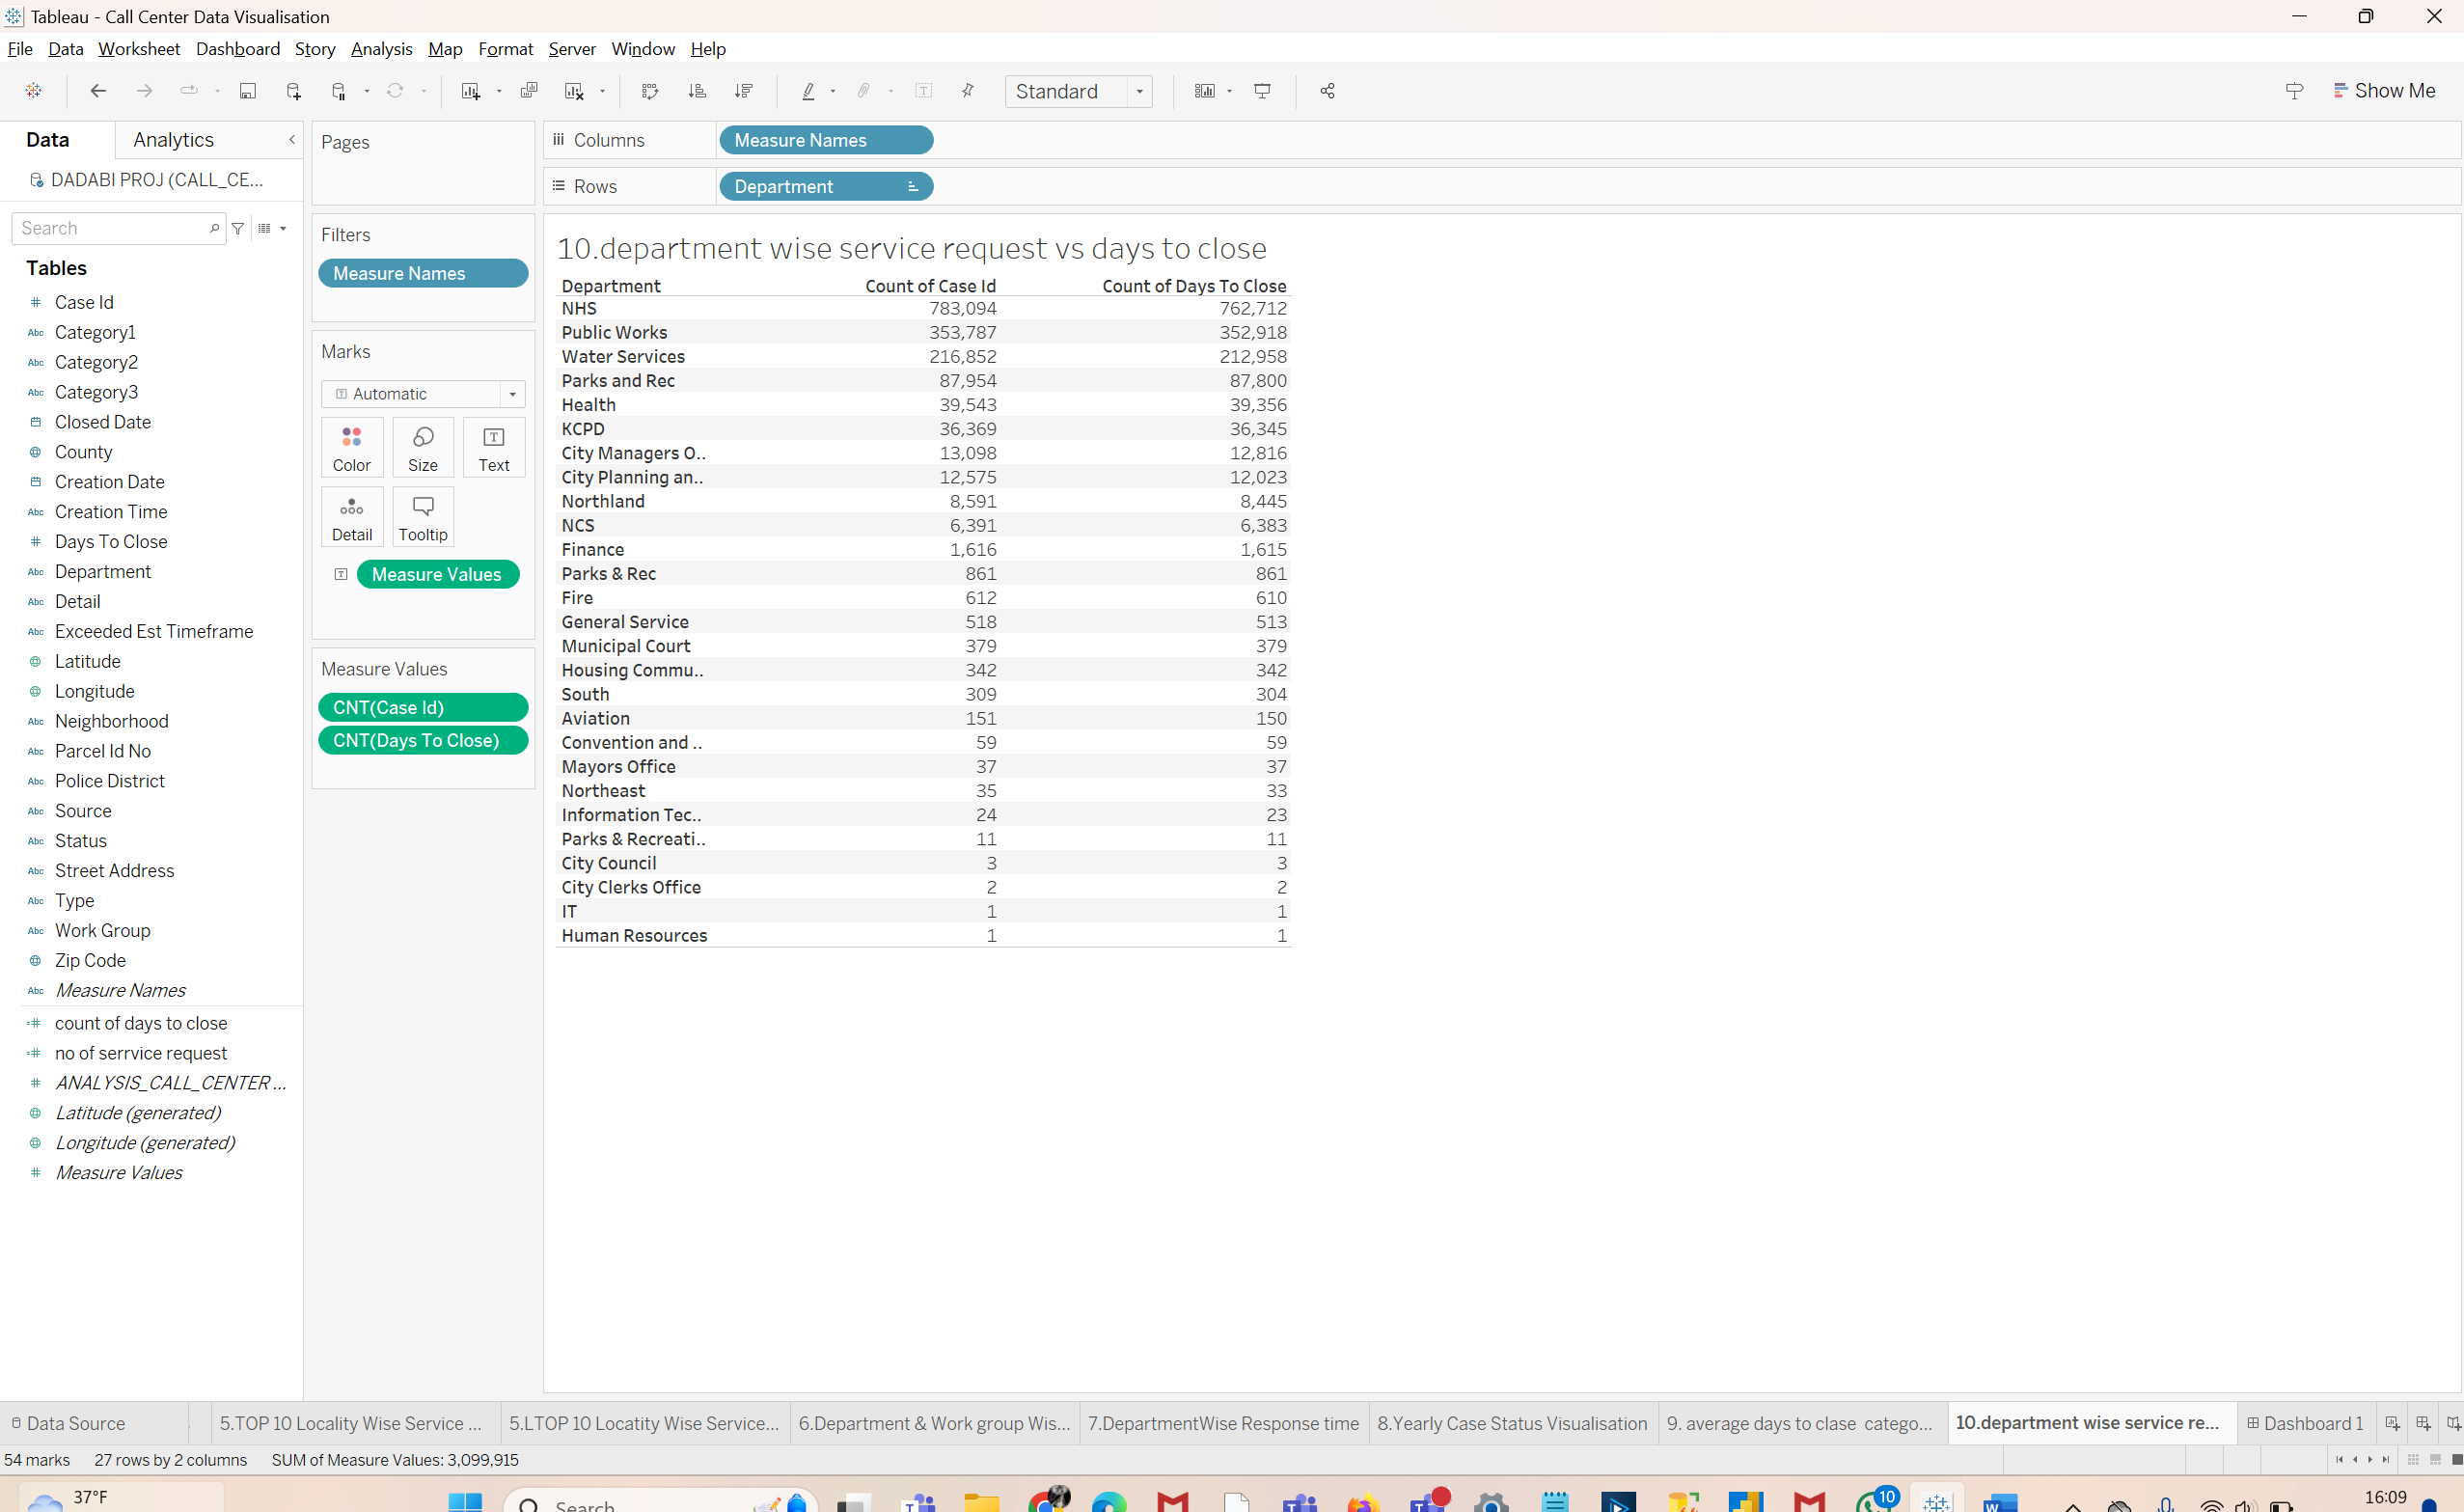 Tableau - Call Center Data Visualisation
File Data Worksheet Dashboard Story Analysis Map Format Server Window Help
Standard
Show Me
Data Analytics
DADABI PROJ (CALL_CE...
Search
Tables
Case Id
Category1
Category2
Category3
Closed Date
County
Creation Date
Creation Time
Days To Close
Department
Detail
Exceeded Est Timeframe
Latitude
Longitude
Neighborhood
Parcel Id No
Police District
Source
Status
Street Address
Type
Work Group
Zip Code
Measure Names
count of days to close
no of serrvice request
ANALYSIS_CALL_CENTER ...
Latitude (generated)
Longitude (generated)
Measure Values
Pages
Filters
Measure Names
Marks
Automatic
Color Size Text
Detail Tooltip
Measure Values
Measure Values
CNT(Case Id)
CNT(Days To Close)
Columns Measure Names
Rows Department
10.department wise service request vs days to close
Department Count of Case Id Count of Days To Close
NHS 783,094 762,712
Public Works 353,787 352,918
Water Services 216,852 212,958
Parks and Rec 87,954 87,800
Health 39,543 39,356
KCPD 36,369 36,345
City Managers O.. 13,098 12,816
City Planning an.. 12,575 12,023
Northland 8,591 8,445
NCS 6,391 6,383
Finance 1,616 1,615
Parks & Rec 861 861
Fire 612 610
General Service 518 513
Municipal Court 379 379
Housing Commu.. 342 342
South 309 304
Aviation 151 150
Convention and .. 59 59
Mayors Office 37 37
Northeast 35 33
Information Tec.. 24 23
Parks & Recreati.. 11 11
City Council 3 3
City Clerks Office 2 2
IT 1 1
Human Resources 1 1
Data Source 5.TOP 10 Locality Wise Service ... 5.LTOP 10 Locatity Wise Service... 6.Department & Work group Wis... 7.DepartmentWise Response time 8.Yearly Case Status Visualisation 9. average days to clase catego... 10.department wise service re... Dashboard 1
54 marks 27 rows by 2 columns SUM of Measure Values: 3,099,915
37°F
Search
10
16:09